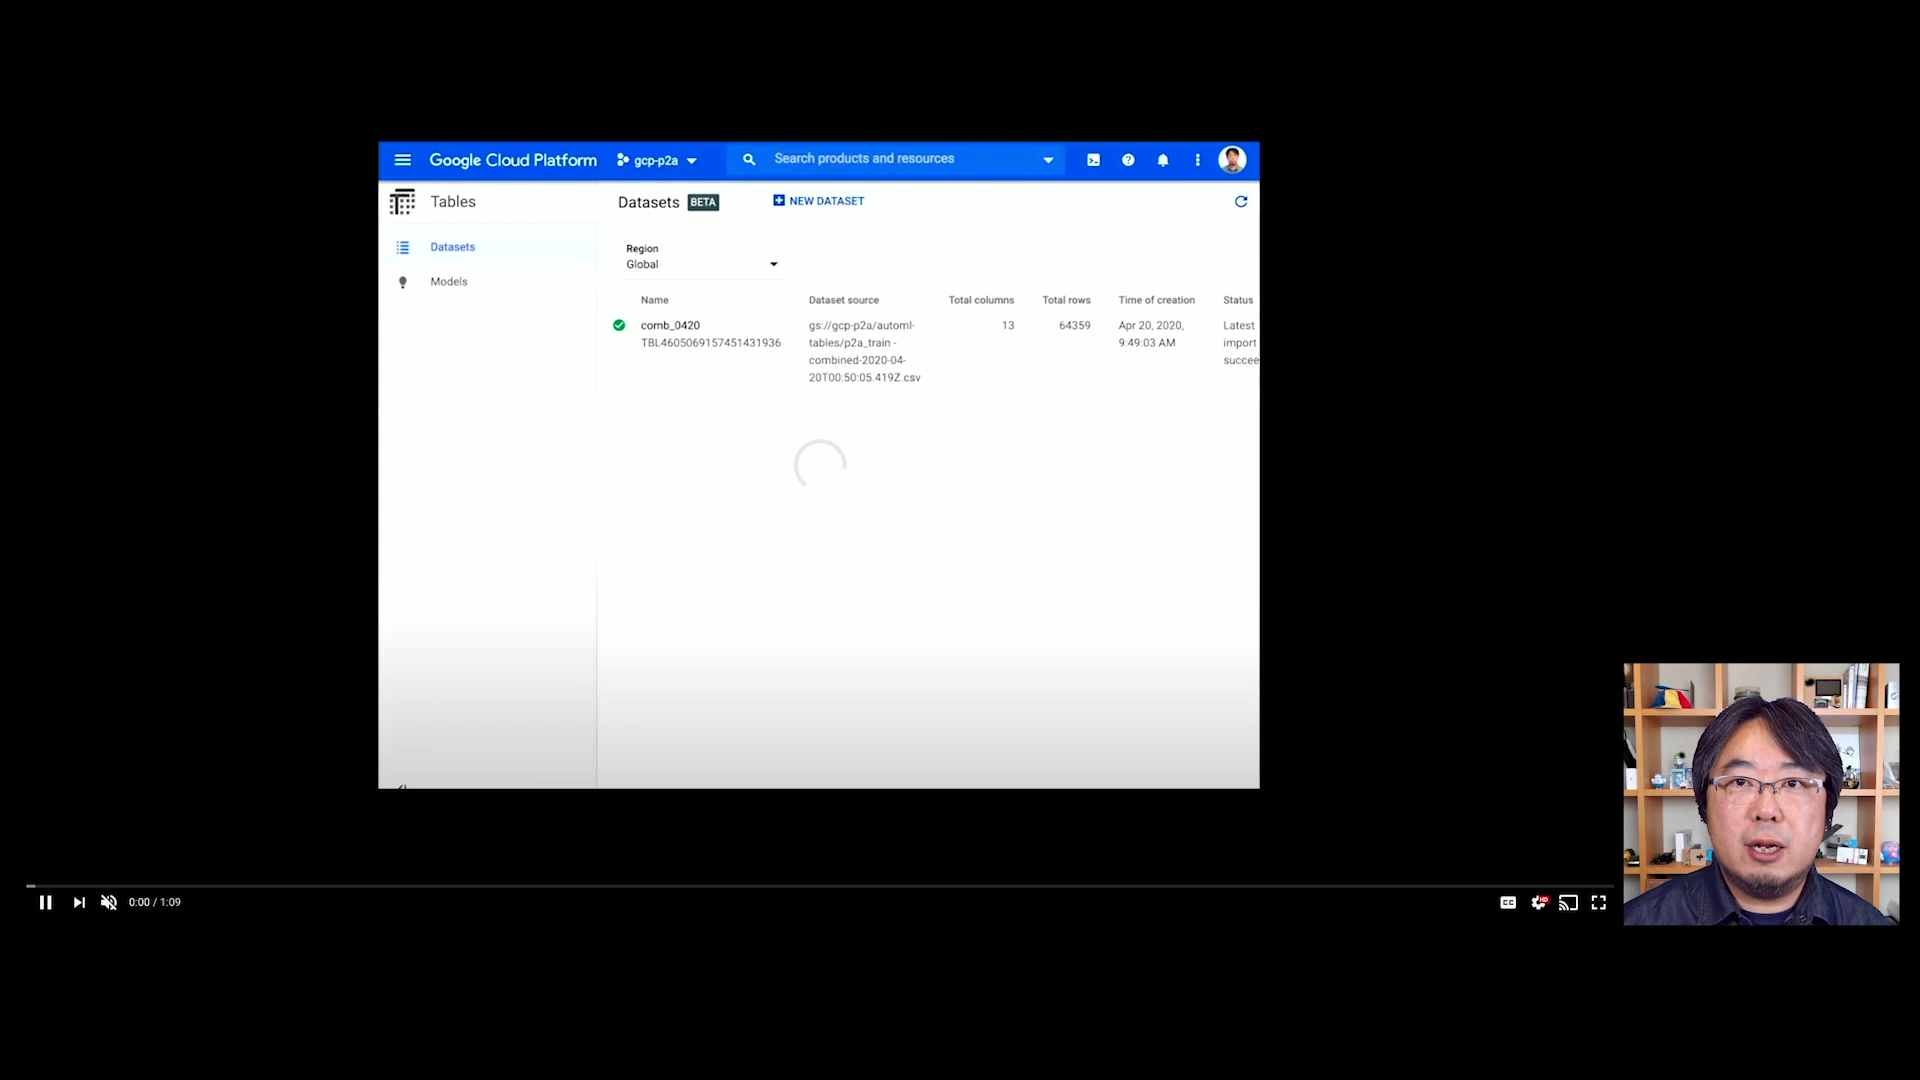 Google Cloud Platform
gcp-p2a
Search products and resources
Tables
Datasets BETA
NEW DATASET
Datasets
Models
Region
Global
Name Dataset source Total columns Total rows Time of creation Status
comb_0420 gs://gcp-p2a/automl- 13 64359 Apr 20, 2020, Latest
TBL4605069157451431936 tables/p2a_train - 9:49:03 AM import
combined-2020-04- succee
20T00:50:05.419Z.csv
0:00 / 1:09
CC
HD